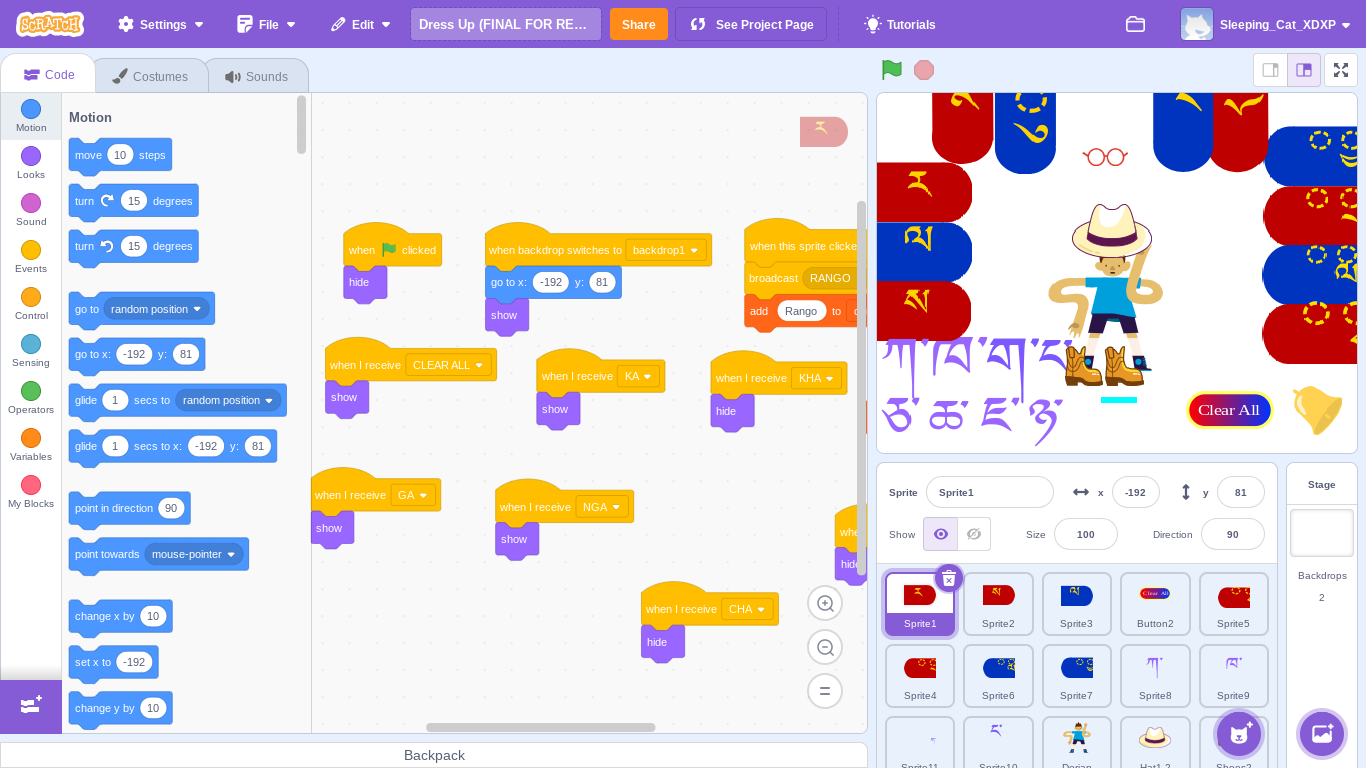 SCRATCH
Settings
File
Edit
Dress Up (FINAL FOR RE...
Share
See Project Page
Tutorials
Sleeping_Cat_XDXP
Code
Costumes
Sounds
Motion
Looks
Sound
Events
Control
Sensing
Operators
Variables
My Blocks
Motion
move 10 steps
turn 15 degrees
turn 15 degrees
go to random position
go to x: -192 y: 81
glide 1 secs to random position
glide 1 secs to x: -192 y: 81
point in direction 90
point towards mouse-pointer
change x by 10
set x to -192
change y by 10
when clicked
hide
when backdrop switches to backdrop1
go to x: -192 y: 81
show
when this sprite clicked
broadcast RANGO
add Rango to
when I receive CLEAR ALL
show
when I receive KA
show
when I receive KHA
hide
when I receive GA
show
when I receive NGA
show
when I receive CHA
hide
Backpack
ཀ་ཁ་ག་ང་
ཅ་ཆ་ཇ་ཉ་
Clear All
Sprite
Sprite1
x -192
y 81
Show
Size 100
Direction 90
Sprite1
Sprite2
Sprite3
Button2
Sprite5
Sprite4
Sprite6
Sprite7
Sprite8
Sprite9
Sprite11
Sprite10
Dorian
Hat1 2
Shoes2
Stage
Backdrops
2